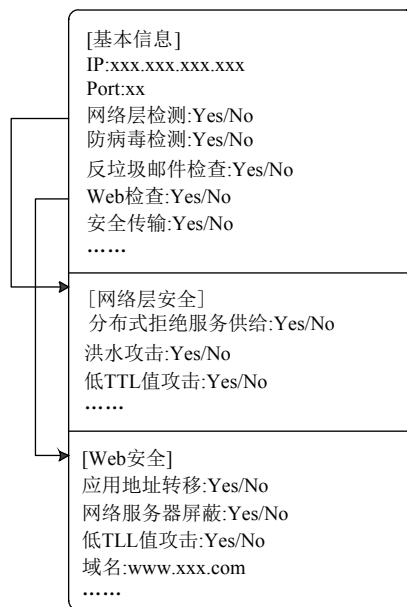 [基本信息]
IP:xxx.xxx.xxx.xxx
Port:xx
网络层检测:Yes/No
防病毒检测:Yes/No
反垃圾邮件检查:Yes/No
Web检查:Yes/No
安全传输:Yes/No
……
［网络层安全］
分布式拒绝服务供给:Yes/No
洪水攻击:Yes/No
低TTL值攻击:Yes/No
……
[Web安全]
应用地址转移:Yes/No
网络服务器屏蔽:Yes/No
低TLL值攻击:Yes/No
域名:www.xxx.com
……